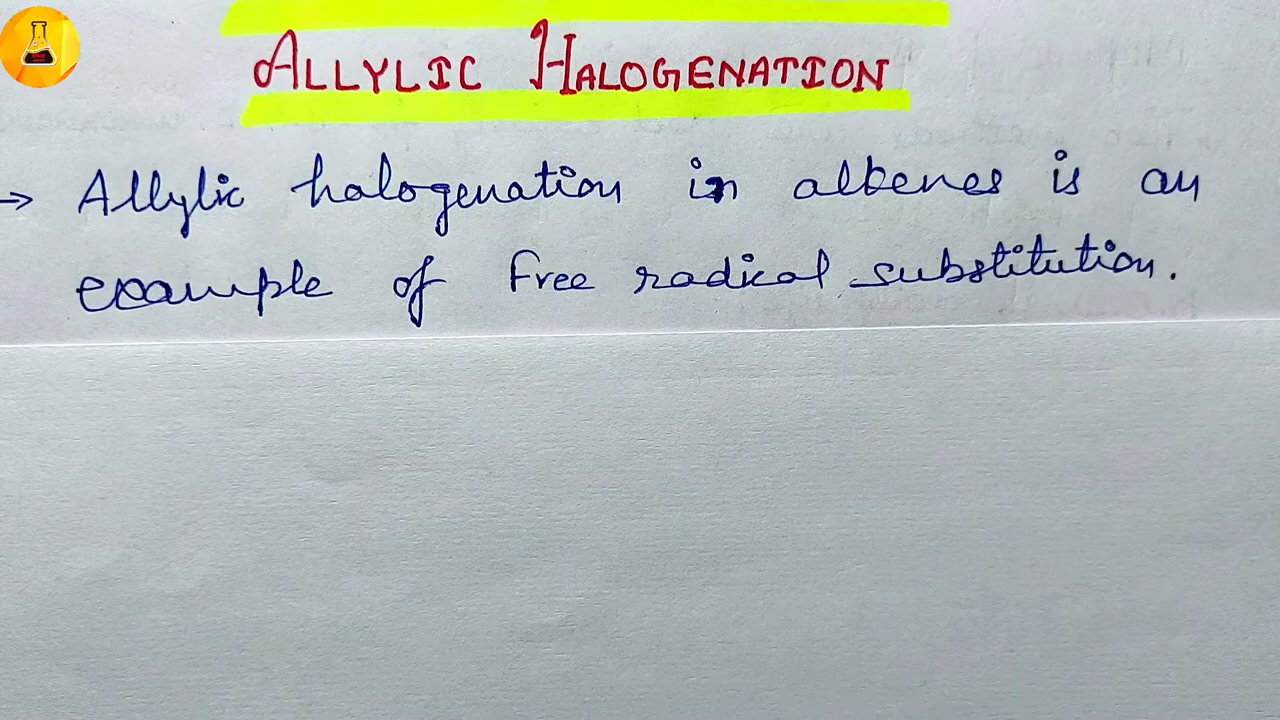 ALLYLIC HALOGENATION
→ Allylic halogenation in alkenes is an
example of free radical substitution.